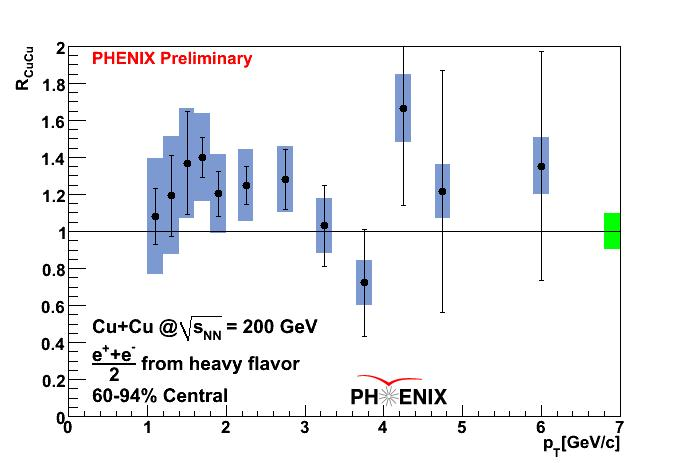 2
R_CuCu
PHENIX Preliminary
1.8
1.6
1.4
1.2
1
0.8
0.6
Cu+Cu @√s_NN = 200 GeV
0.4
e⁺+e⁻
2
from heavy flavor
0.2
60-94% Central
PH ENIX
0
0 1 2 3 4 5 6 7
p_T[GeV/c]